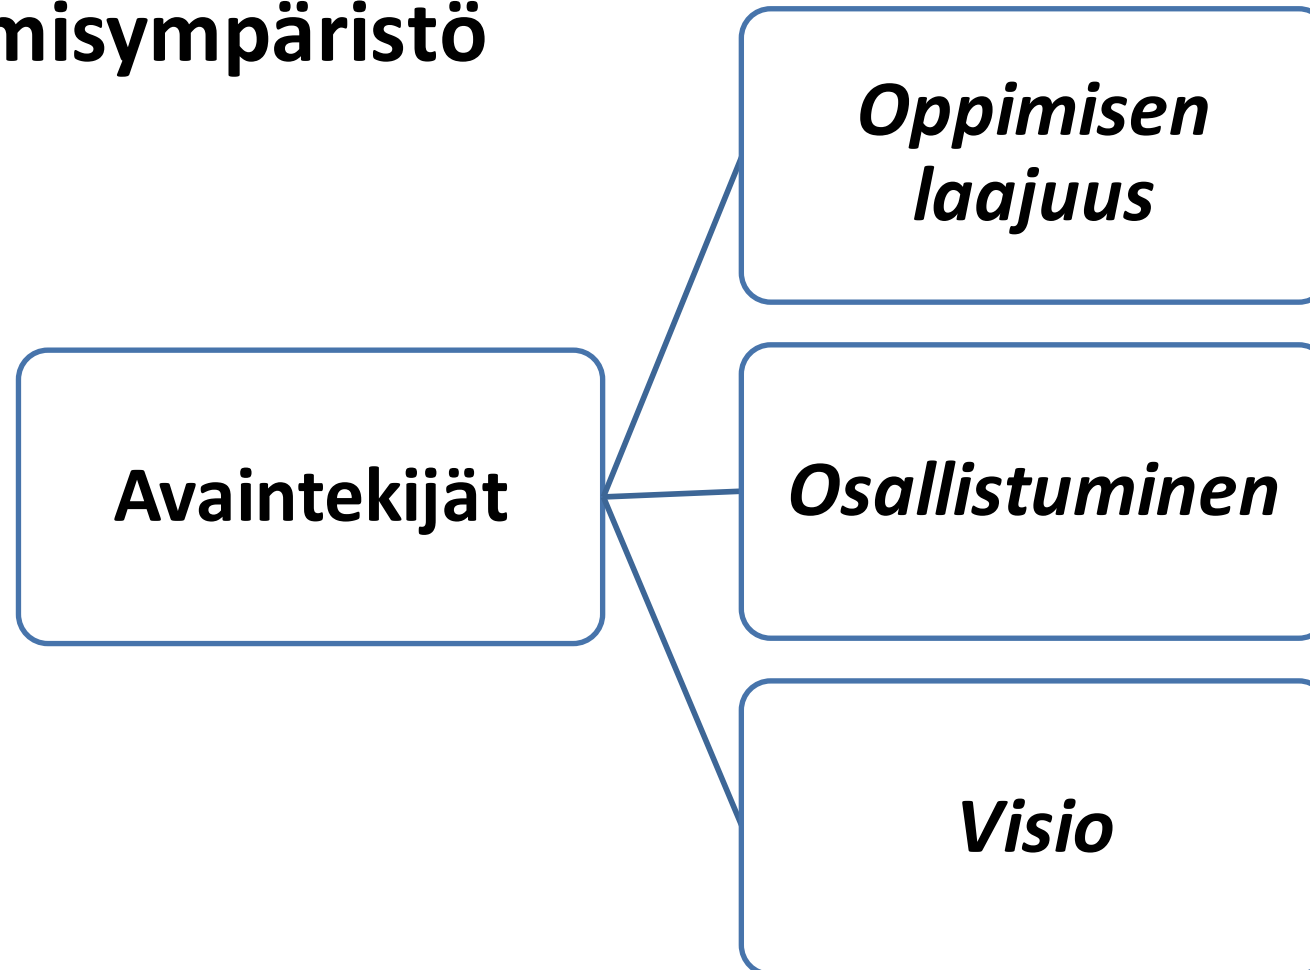 misympäristö
Oppimisen
laajuus
Avaintekijät
Osallistuminen
Visio